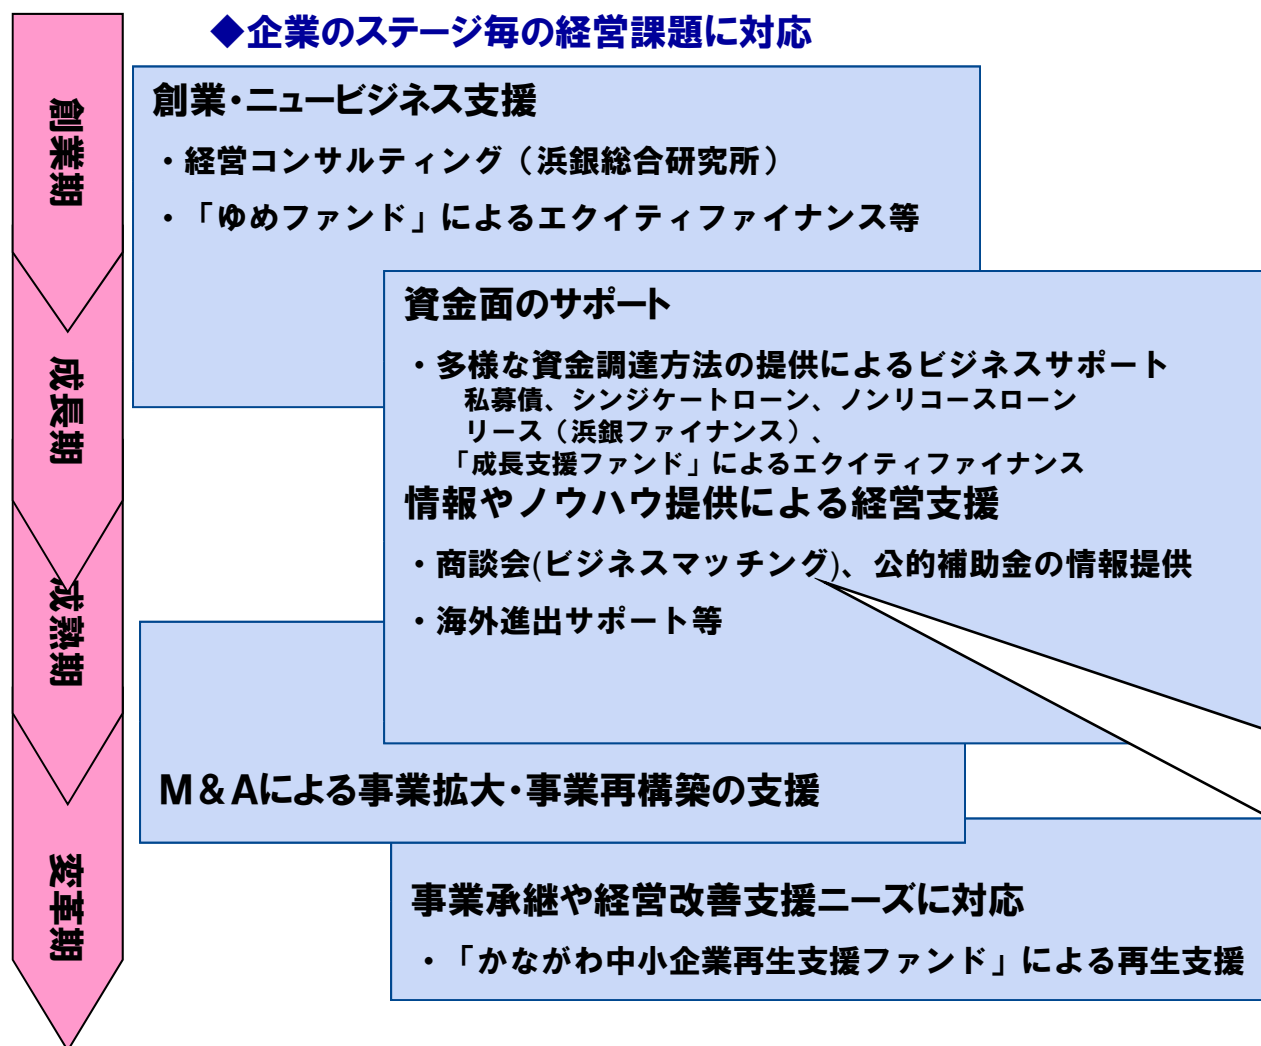 ◆企業のステージ毎の経営課題に対応
創業期
創業・ニュービジネス支援
・経営コンサルティング（浜銀総合研究所）
・「ゆめファンド」によるエクイティファイナンス等
成長期
資金面のサポート
・多様な資金調達方法の提供によるビジネスサポート
私募債、シンジケートローン、ノンリコースローン
リース（浜銀ファイナンス）、
「成長支援ファンド」によるエクイティファイナンス
情報やノウハウ提供による経営支援
・商談会(ビジネスマッチング)、公的補助金の情報提供
・海外進出サポート等
成熟期
M＆Aによる事業拡大・事業再構築の支援
変革期
事業承継や経営改善支援ニーズに対応
・「かながわ中小企業再生支援ファンド」による再生支援